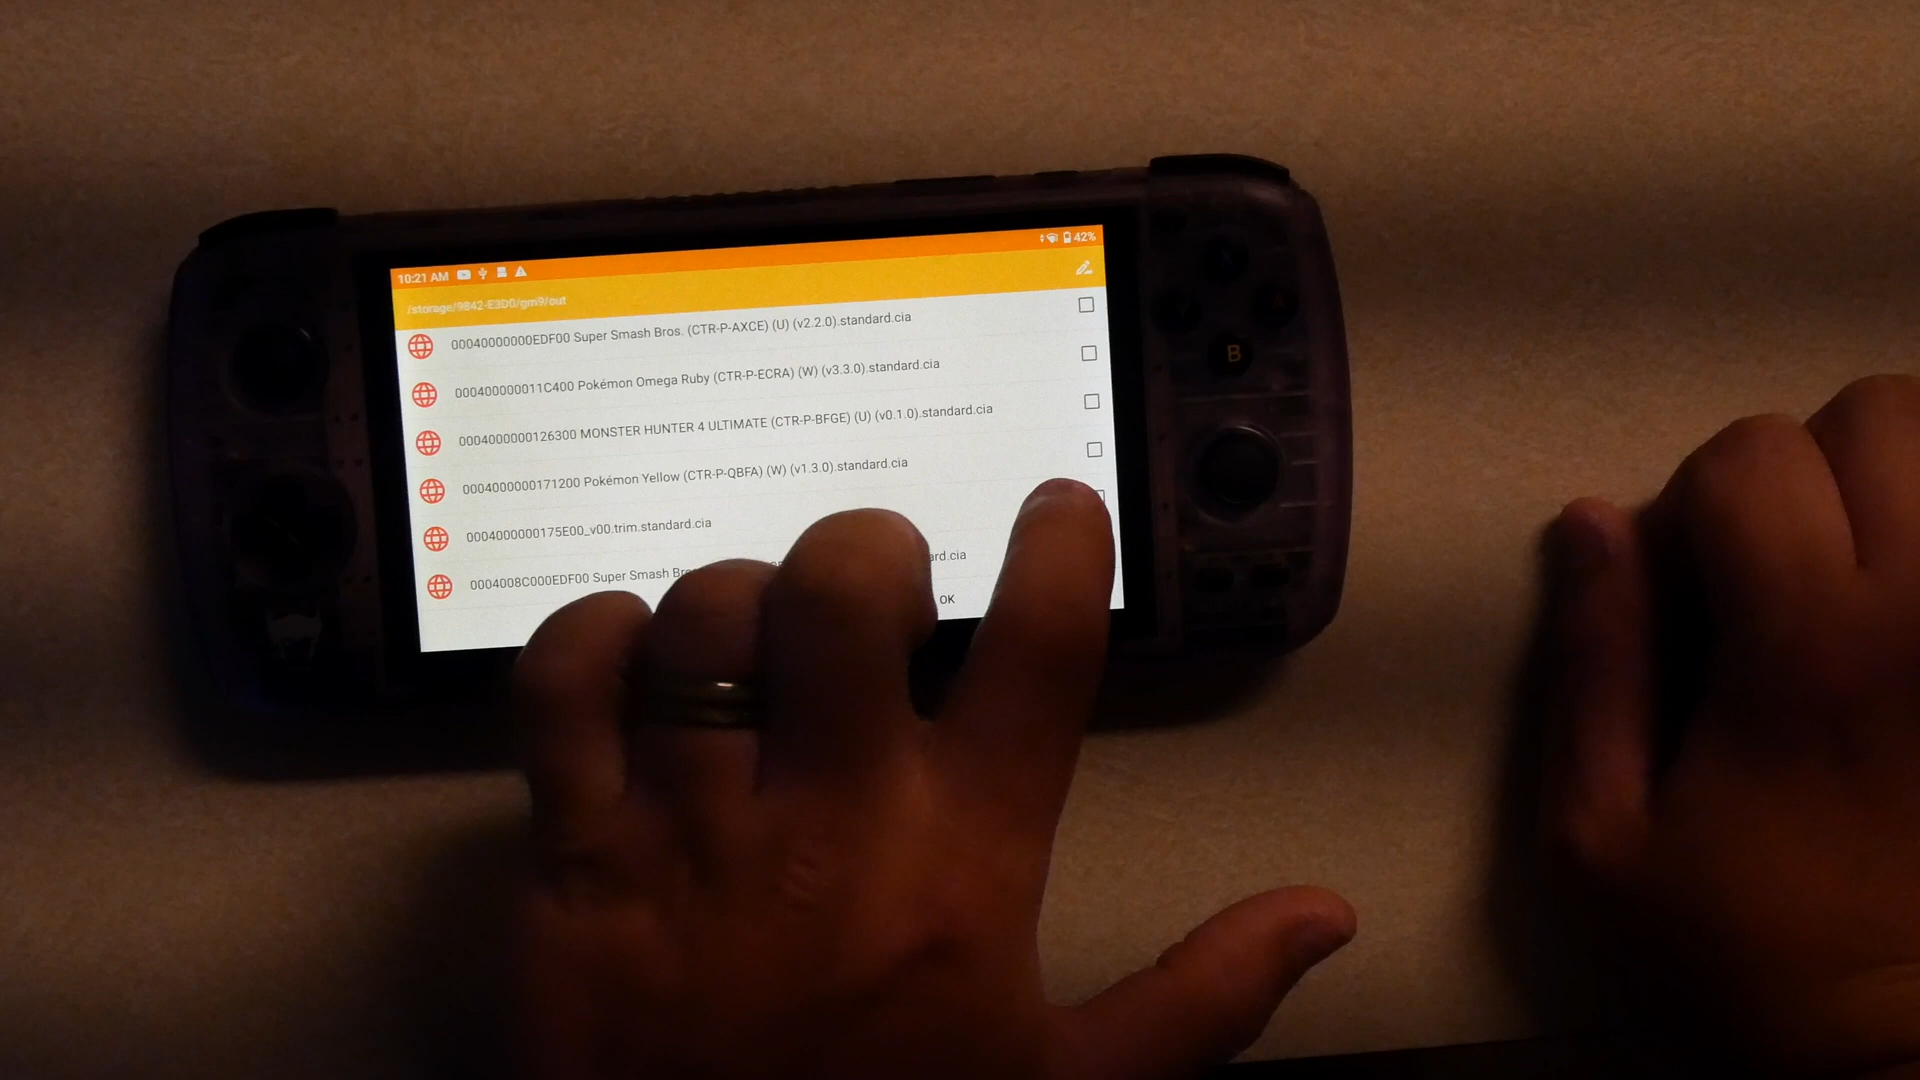 10:21 AM
42%
/storage/9842-E3D0/gm9/out
00040000000EDF00 Super Smash Bros. (CTR-P-AXCE) (U) (v2.2.0).standard.cia
000400000011C400 Pokémon Omega Ruby (CTR-P-ECRA) (W) (v3.3.0).standard.cia
0004000000126300 MONSTER HUNTER 4 ULTIMATE (CTR-P-BFGE) (U) (v0.1.0).standard.cia
0004000000171200 Pokémon Yellow (CTR-P-QBFA) (W) (v1.3.0).standard.cia
0004000000175E00_v00.trim.standard.cia
0004008C000EDF00 Super Smash Br ard.cia
OK
X
Y
A
B